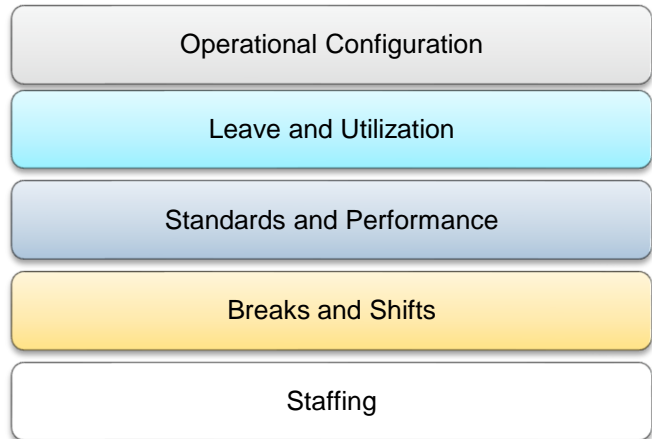 Operational Configuration
Leave and Utilization
Standards and Performance
Breaks and Shifts
Staffing